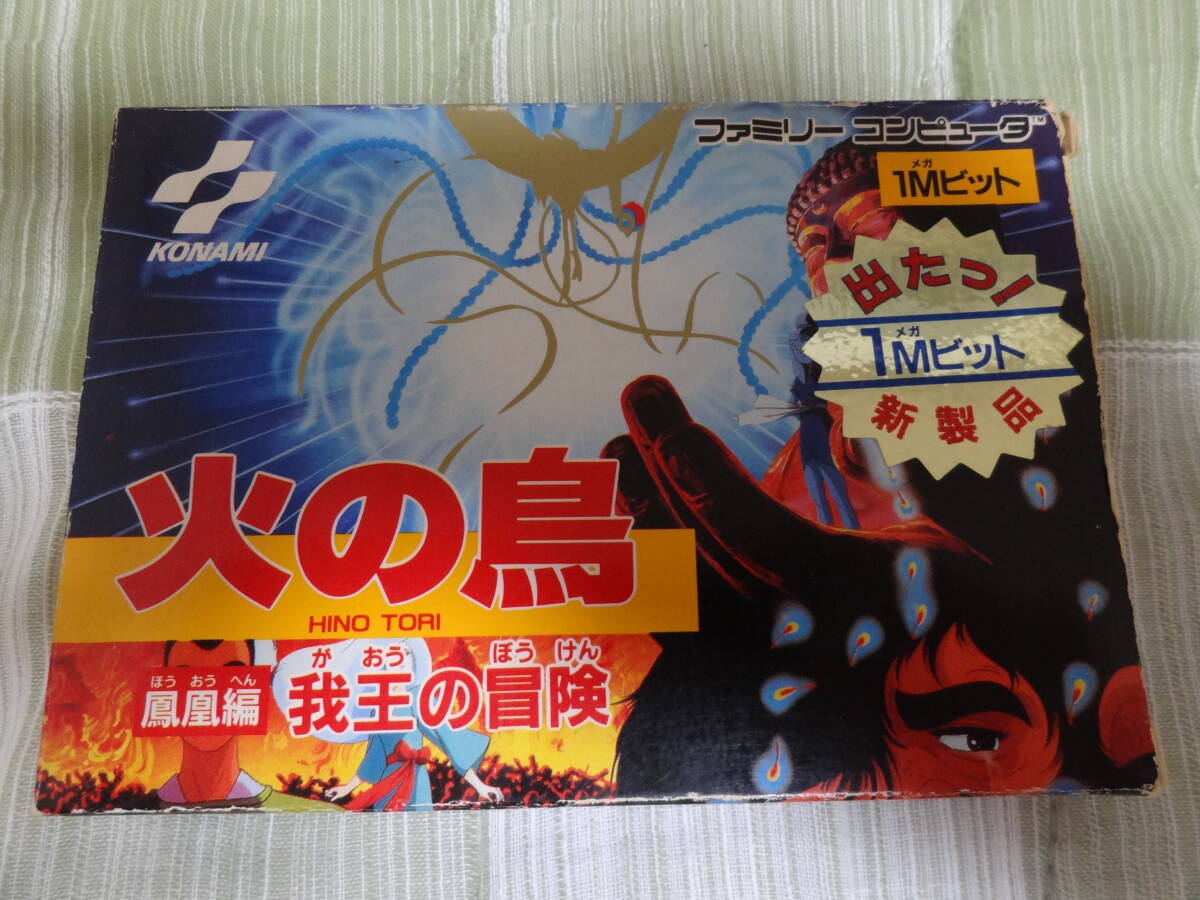 ファミリー コンピュータ™
KONAMI
メガ
1Mビット
出たっ!
メガ
1Mビット
新製品
火の鳥
HINO TORI
ほう おう へん
鳳凰編
が おう ぼう けん
我王の冒険